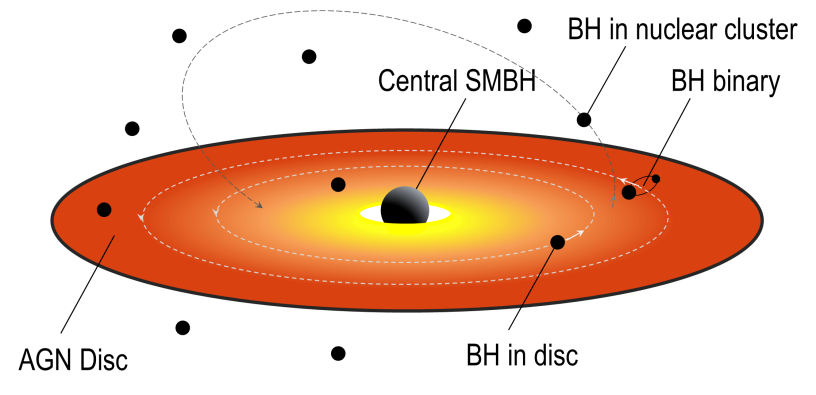 BH in nuclear cluster
Central SMBH
BH binary
AGN Disc
BH in disc